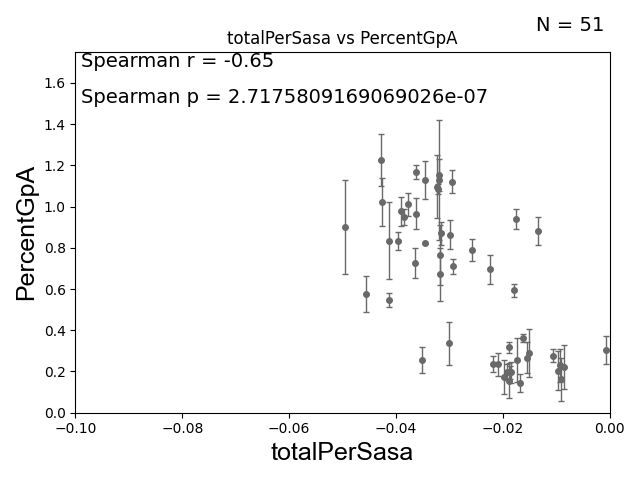 N = 51
totalPerSasa vs PercentGpA
Spearman r = -0.65
Spearman p = 2.7175809169069026e-07
PercentGpA
1.6
1.4
1.2
1.0
0.8
0.6
0.4
0.2
0.0
−0.10 −0.08 −0.06 −0.04 −0.02 0.00
totalPerSasa